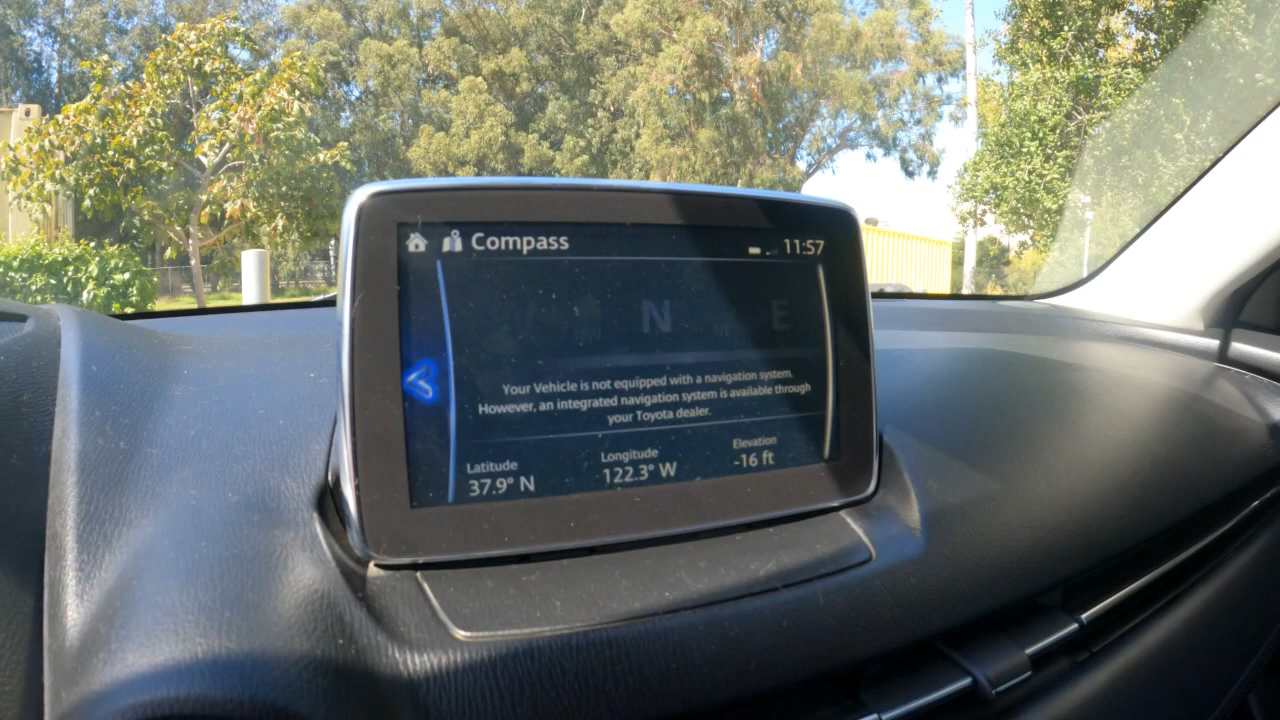 Compass
11:57
N E
Your Vehicle is not equipped with a navigation system.
However, an integrated navigation system is available through
your Toyota dealer.
Latitude
37.9° N
Longitude
122.3° W
Elevation
-16 ft